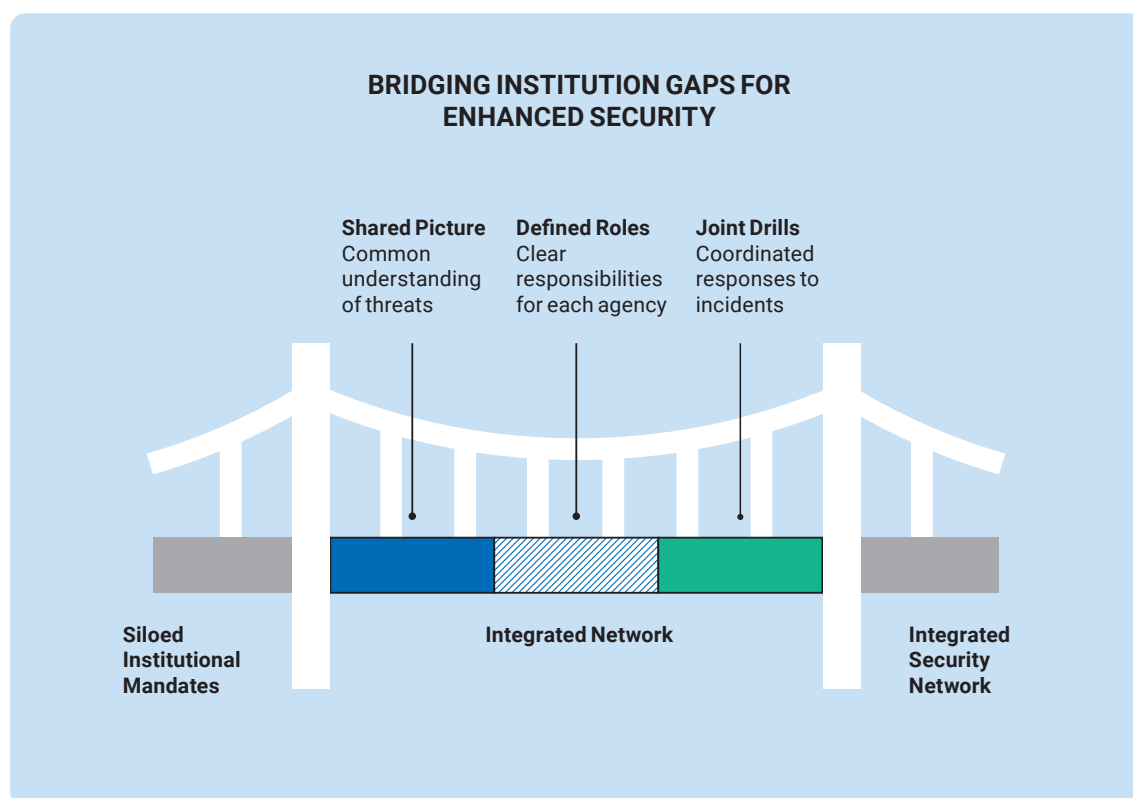 BRIDGING INSTITUTION GAPS FOR
ENHANCED SECURITY
Shared Picture
Common
understanding
of threats
Defined Roles
Clear
responsibilities
for each agency
Joint Drills
Coordinated
responses to
incidents
Siloed
Institutional
Mandates
Integrated Network
Integrated
Security
Network